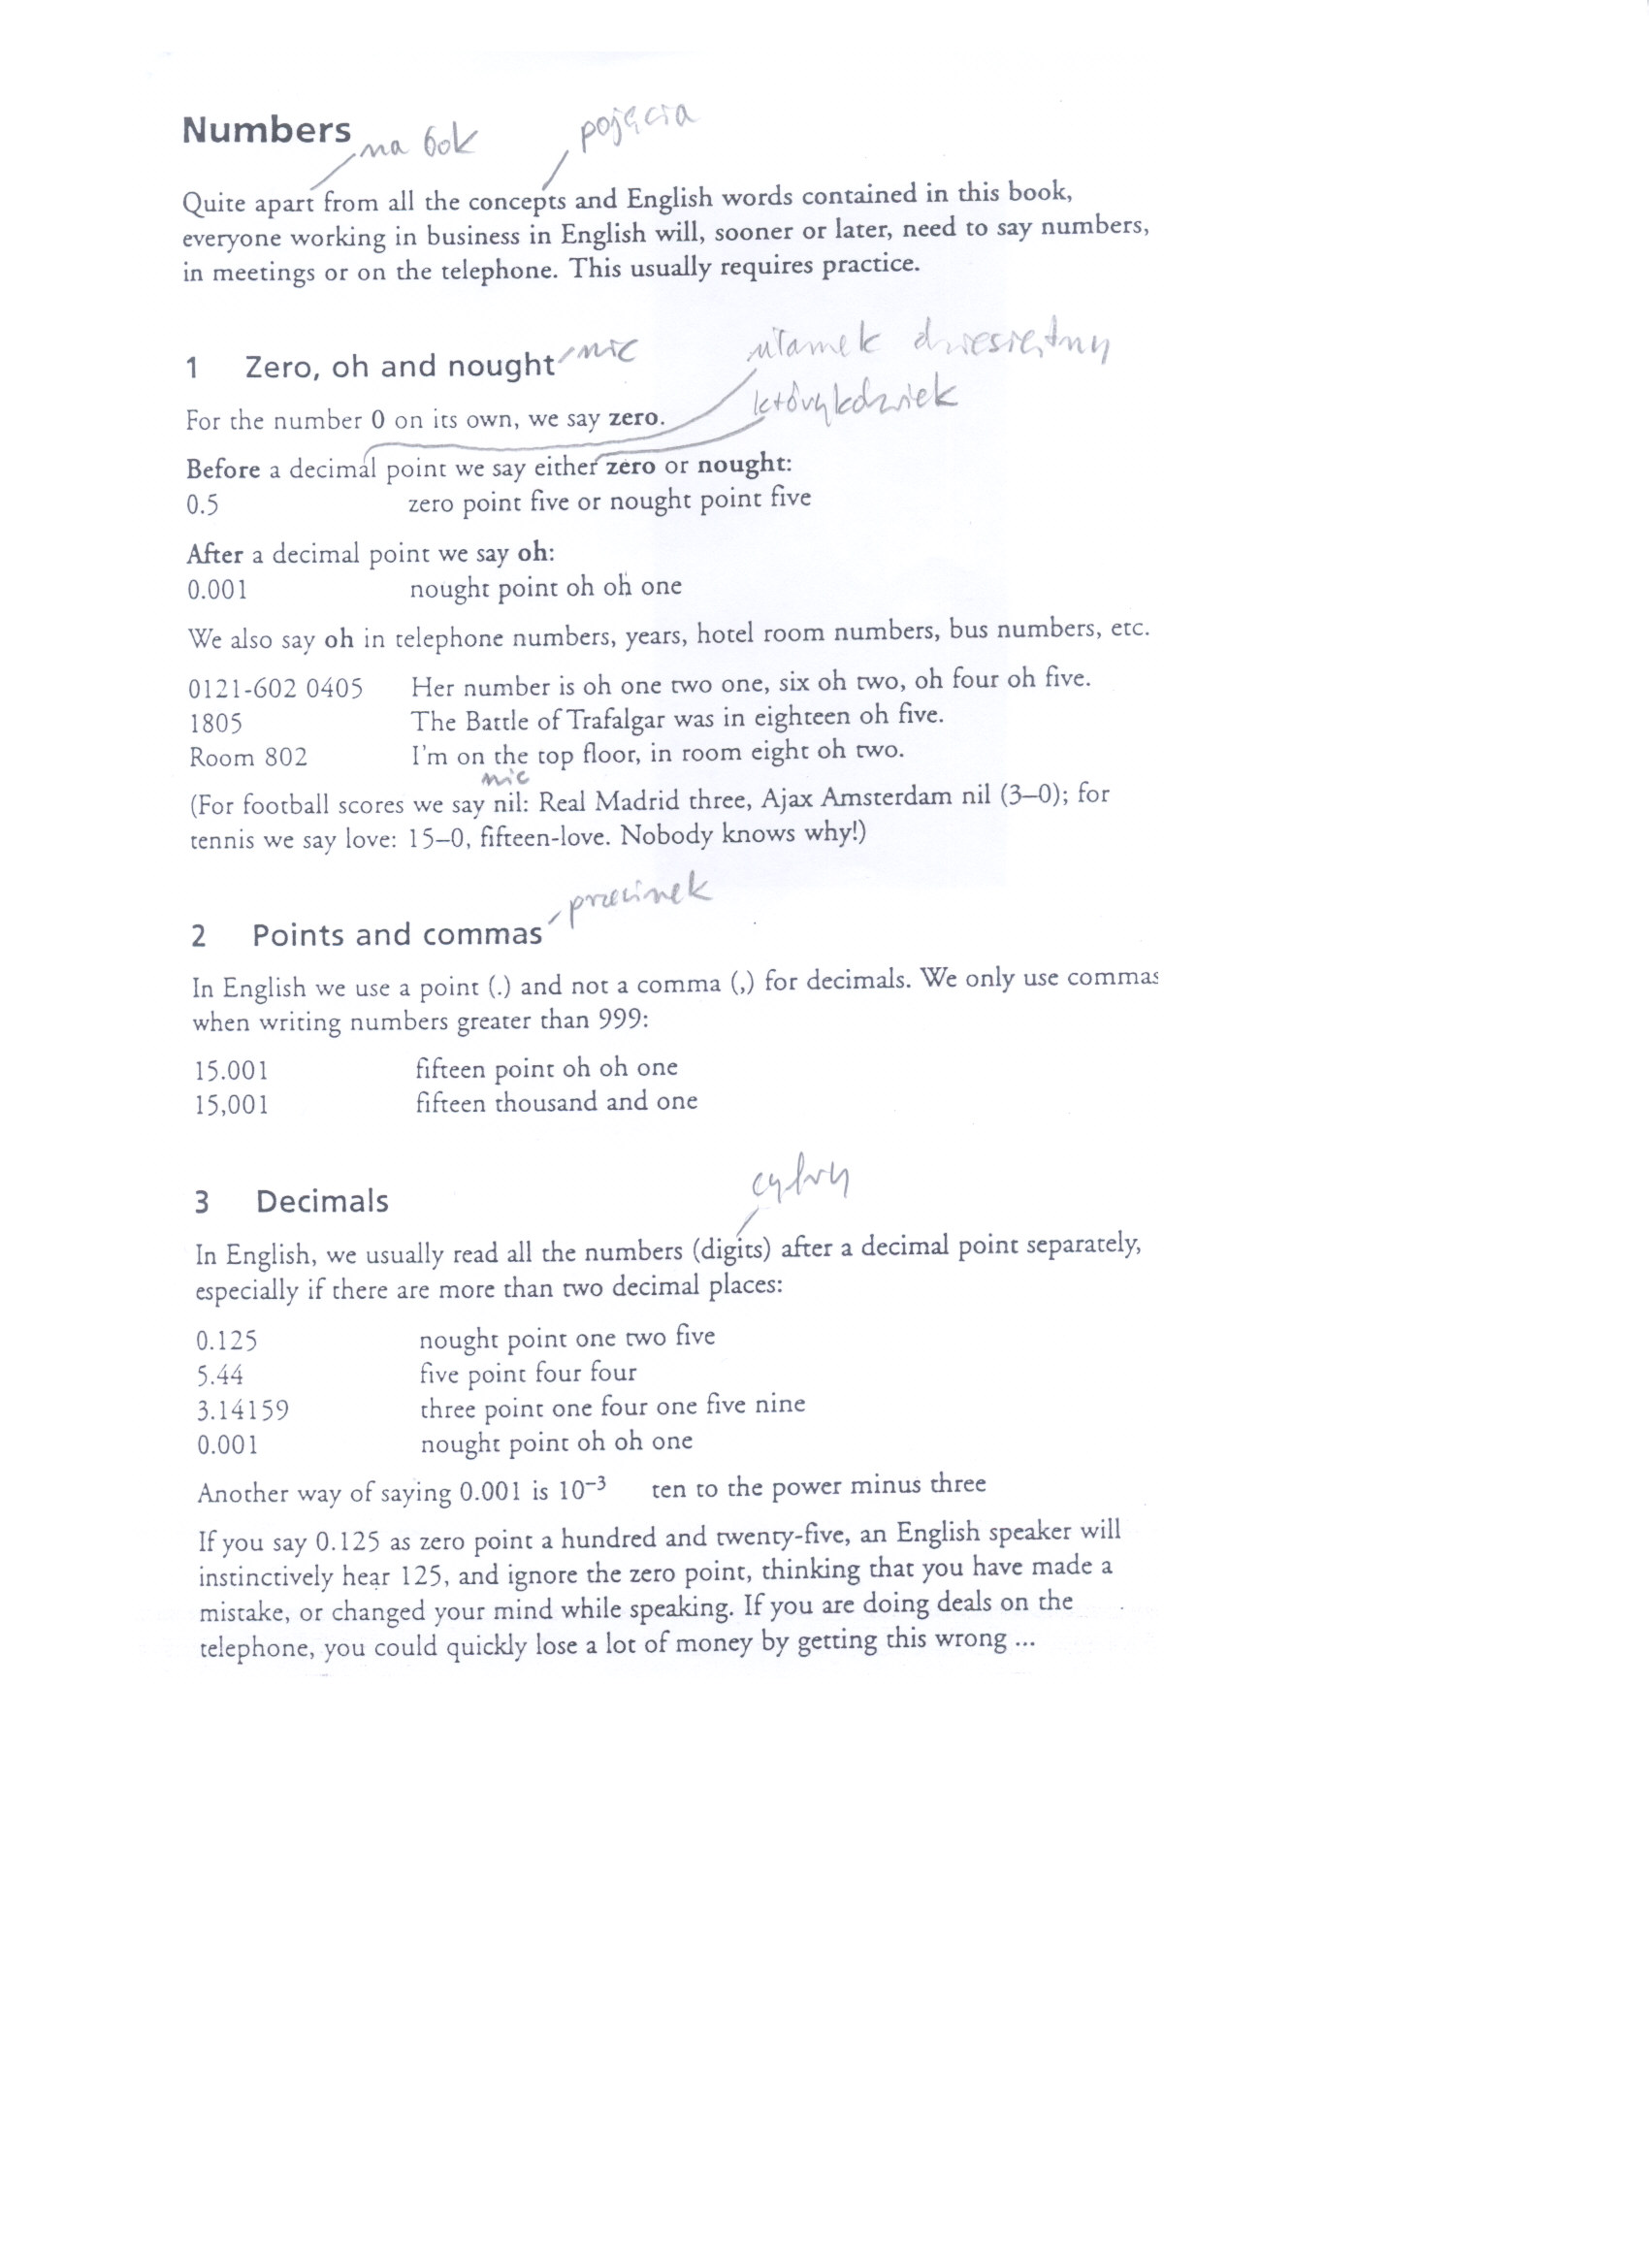 Numbers
na bok
pojęcia
Quite apart from all the concepts and English words contained in this book,
everyone working in business in English will, sooner or later, need to say numbers,
in meetings or on the telephone. This usually requires practice.
1 Zero, oh and nought
nic
ułamek dziesiętny
którykolwiek
For the number 0 on its own, we say zero.
Before a decimal point we say either zero or nought:
0.5 zero point five or nought point five
After a decimal point we say oh:
0.001 nought point oh oh one
We also say oh in telephone numbers, years, hotel room numbers, bus numbers, etc.
0121-602 0405 Her number is oh one two one, six oh two, oh four oh five.
1805 The Battle of Trafalgar was in eighteen oh five.
Room 802 I'm on the top floor, in room eight oh two.
nic
(For football scores we say nil: Real Madrid three, Ajax Amsterdam nil (3–0); for
tennis we say love: 15–0, fifteen-love. Nobody knows why!)
przecinek
2 Points and commas
In English we use a point (.) and not a comma (,) for decimals. We only use commas
when writing numbers greater than 999:
15.001 fifteen point oh oh one
15,001 fifteen thousand and one
cyfry
3 Decimals
In English, we usually read all the numbers (digits) after a decimal point separately,
especially if there are more than two decimal places:
0.125 nought point one two five
5.44 five point four four
3.14159 three point one four one five nine
0.001 nought point oh oh one
Another way of saying 0.001 is 10⁻³ ten to the power minus three
If you say 0.125 as zero point a hundred and twenty-five, an English speaker will
instinctively hear 125, and ignore the zero point, thinking that you have made a
mistake, or changed your mind while speaking. If you are doing deals on the
telephone, you could quickly lose a lot of money by getting this wrong ...